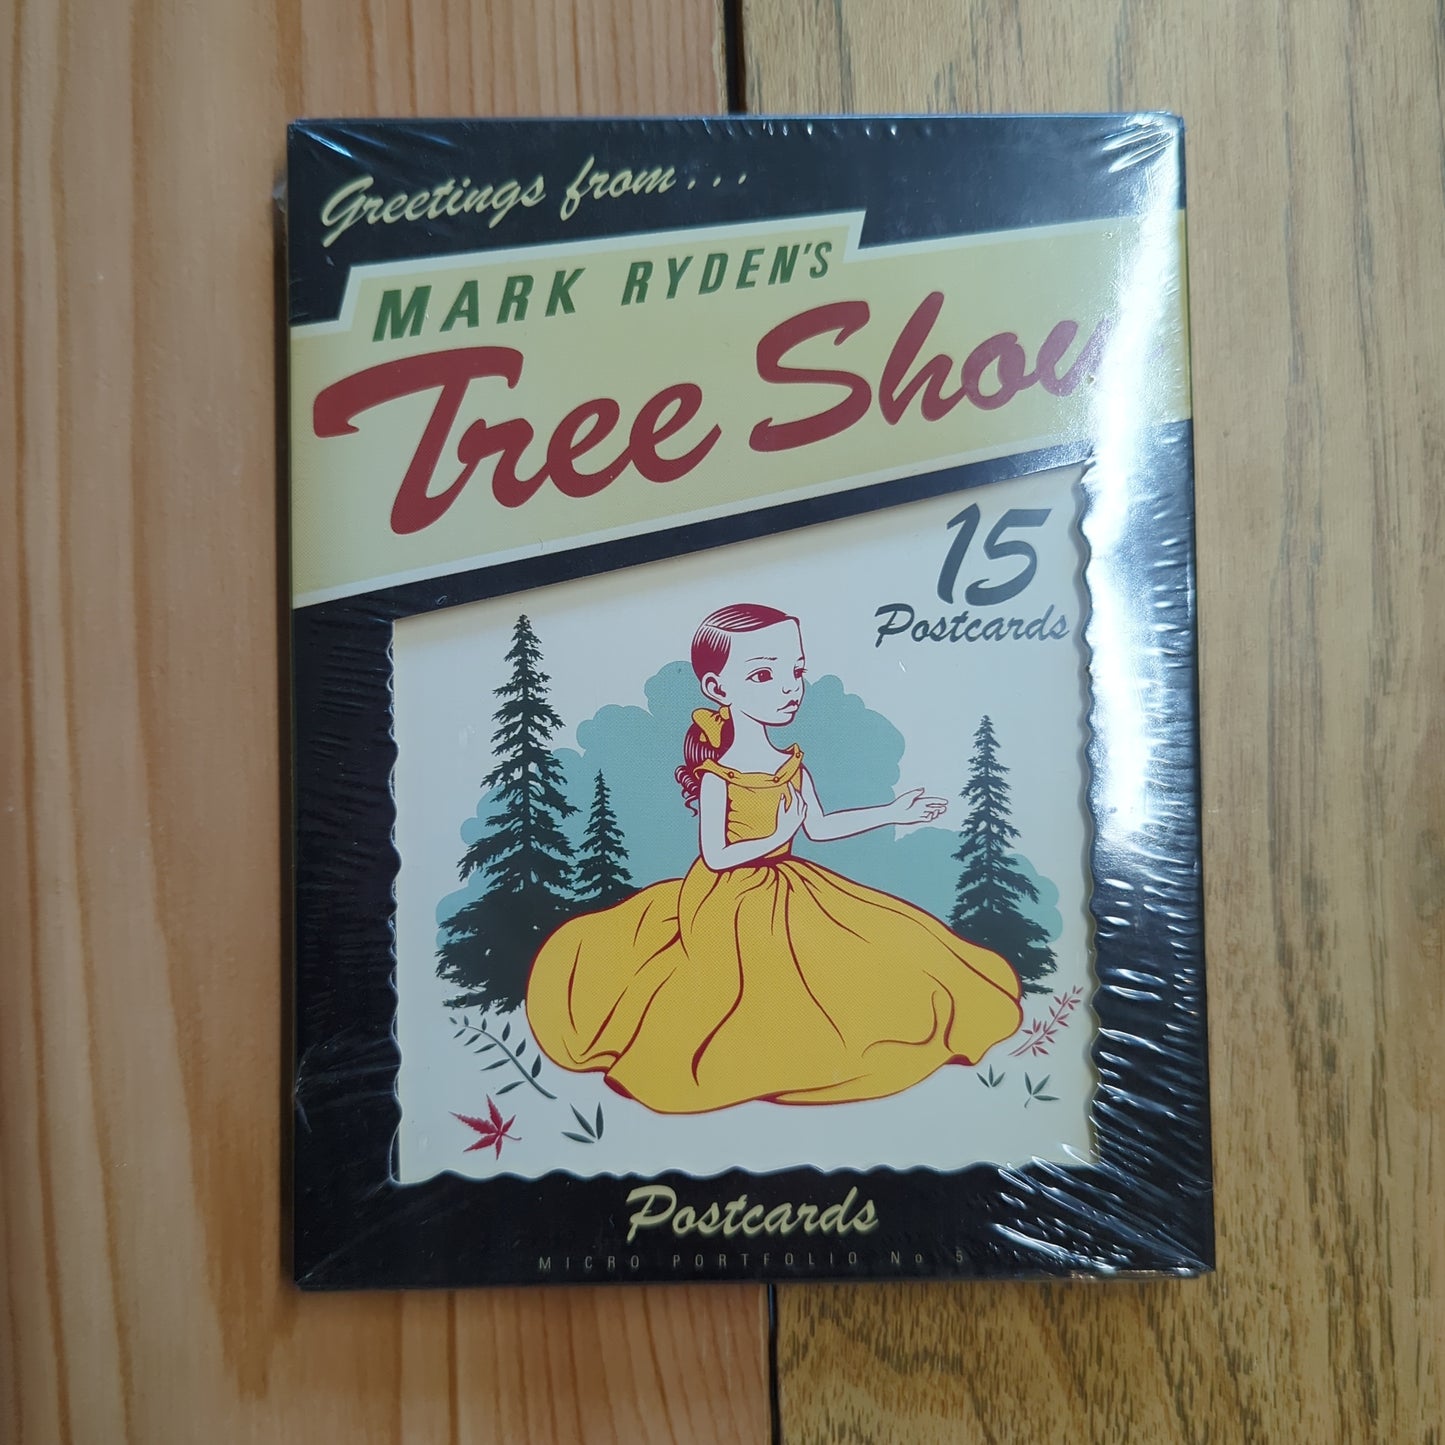 Greetings from...
MARK RYDEN'S
Tree Show
15
Postcards
Postcards
MICRO PORTFOLIO No 5